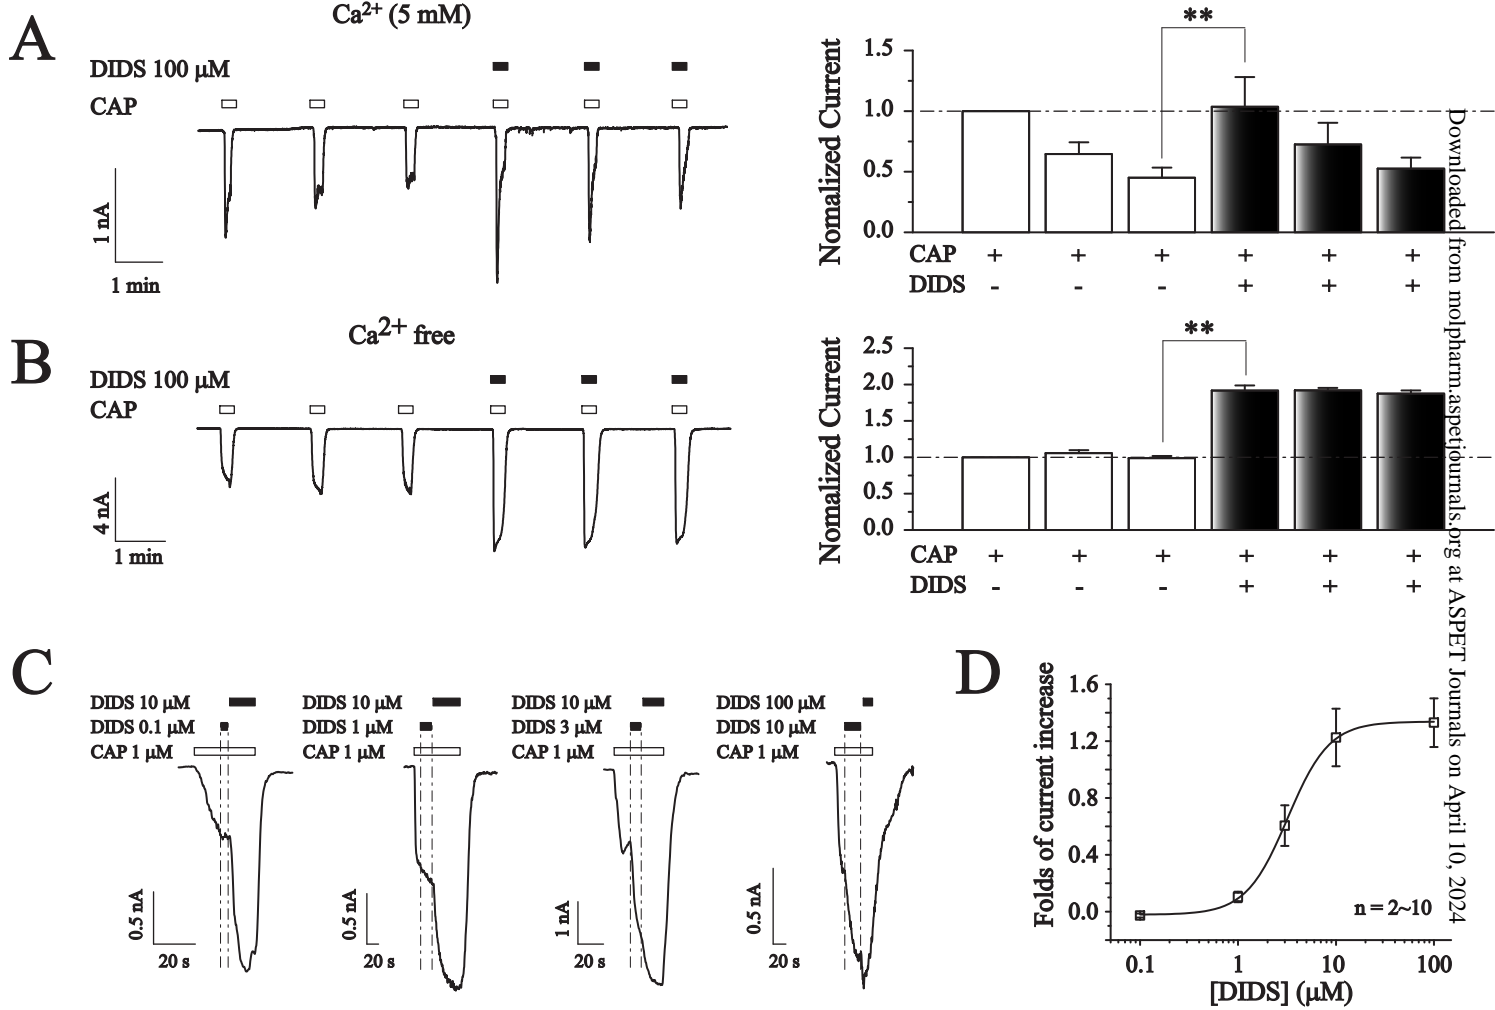 A
Ca2+ (5 mM)
DIDS 100 μM
CAP
1 nA
1 min
**
Nomalized Current
1.5
1.0
0.5
0.0
CAP + + + + + +
DIDS - - - + + +
B
Ca2+ free
DIDS 100 μM
CAP
4 nA
1 min
**
Nomalized Current
2.5
2.0
1.5
1.0
0.5
0.0
CAP + + + + + +
DIDS - - - + + +
C
DIDS 10 μM
DIDS 0.1 μM
CAP 1 μM
0.5 nA
20 s
DIDS 10 μM
DIDS 1 μM
CAP 1 μM
0.5 nA
20 s
DIDS 10 μM
DIDS 3 μM
CAP 1 μM
1 nA
20 s
DIDS 100 μM
DIDS 10 μM
CAP 1 μM
0.5 nA
20 s
D
Folds of current increase
1.6
1.2
0.8
0.4
0.0
n = 2~10
0.1 1 10 100
[DIDS] (μM)
Downloaded from molpharm.aspetjournals.org at ASPET Journals on April 10, 2024